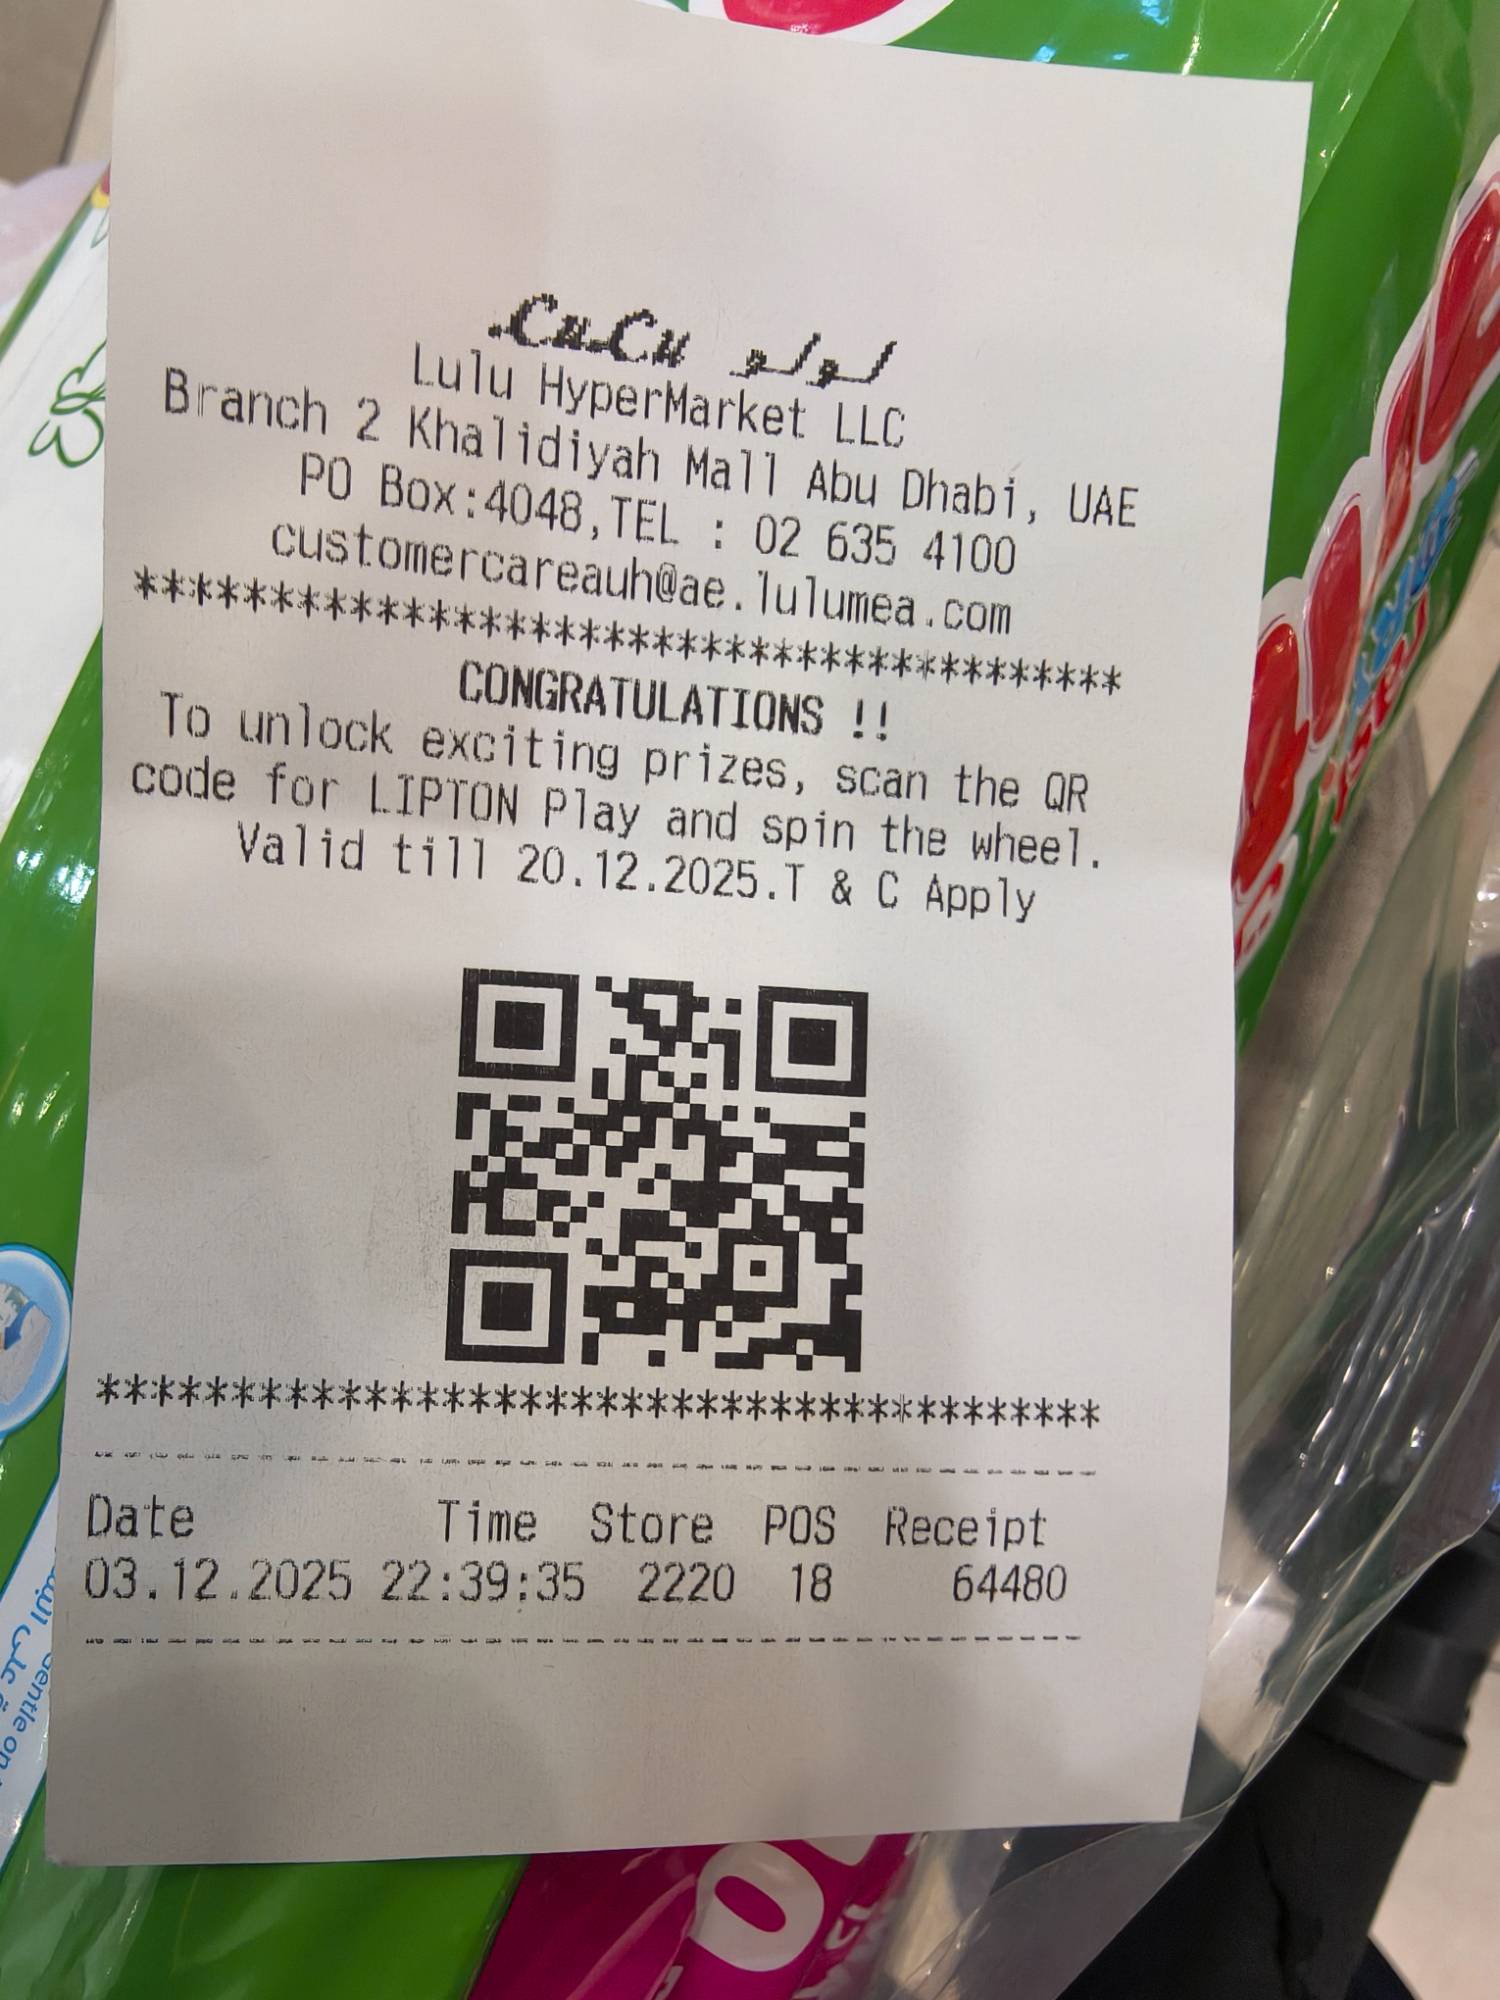 LuLu لولو
Lulu HyperMarket LLC
Branch 2 Khalidiyah Mall Abu Dhabi, UAE
PO Box:4048,TEL : 02 635 4100
customercareauh@ae.lulumea.com
*************************************
CONGRATULATIONS !!
To unlock exciting prizes, scan the QR
code for LIPTON Play and spin the wheel.
Valid till 20.12.2025.T & C Apply
***************************************
Date Time Store POS Receipt
03.12.2025 22:39:35 2220 18 64480